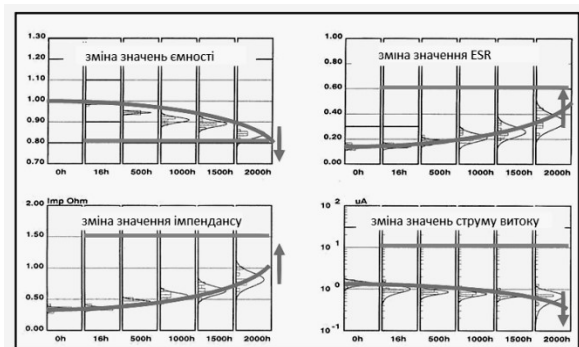 зміна значень ємності
1.30
1.20
1.10
1.00
0.90
0.80
0.70
0h 16h 500h 1000h 1500h 2000h
зміна значення ESR
1.00
0.80
0.60
0.40
0.20
0.00
0h 16h 500h 1000h 1500h 2000h
Imp Ohm
зміна значення імпендансу
2.00
1.50
1.00
0.50
0.00
0h 16h 500h 1000h 1500h 2000h
uA
зміна значень струму витоку
10²
10¹
10⁰
10⁻¹
0h 16h 500h 1000h 1500h 2000h